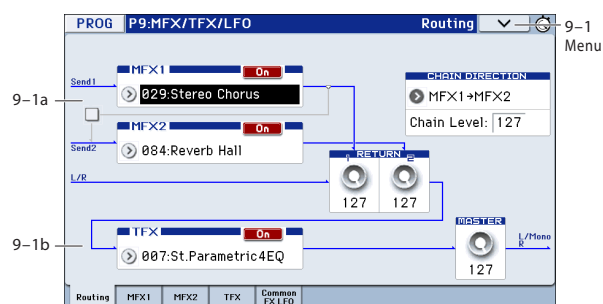 PROG P9:MFX/TFX/LFO Routing
9–1
Menu
MFX1 On
Send1
029:Stereo Chorus
CHAIN DIRECTION
MFX1→MFX2
Chain Level: 127
9–1a
MFX2 On
Send2
084:Reverb Hall
L/R
1 RETURN 2
127 127
TFX On
MASTER
L/Mono
R
9–1b
007:St.Parametric4EQ
127
Routing MFX1 MFX2 TFX Common
FX LFO